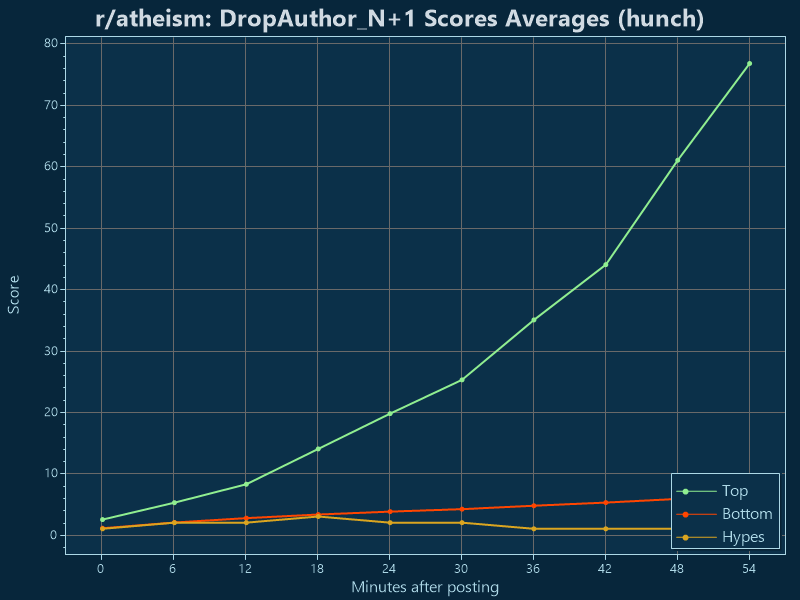 r/atheism: DropAuthor_N+1 Scores Averages (hunch)
80
70
60
50
40
30
20
10
0
Score
Top
Bottom
Hypes
0 6 12 18 24 30 36 42 48 54
Minutes after posting